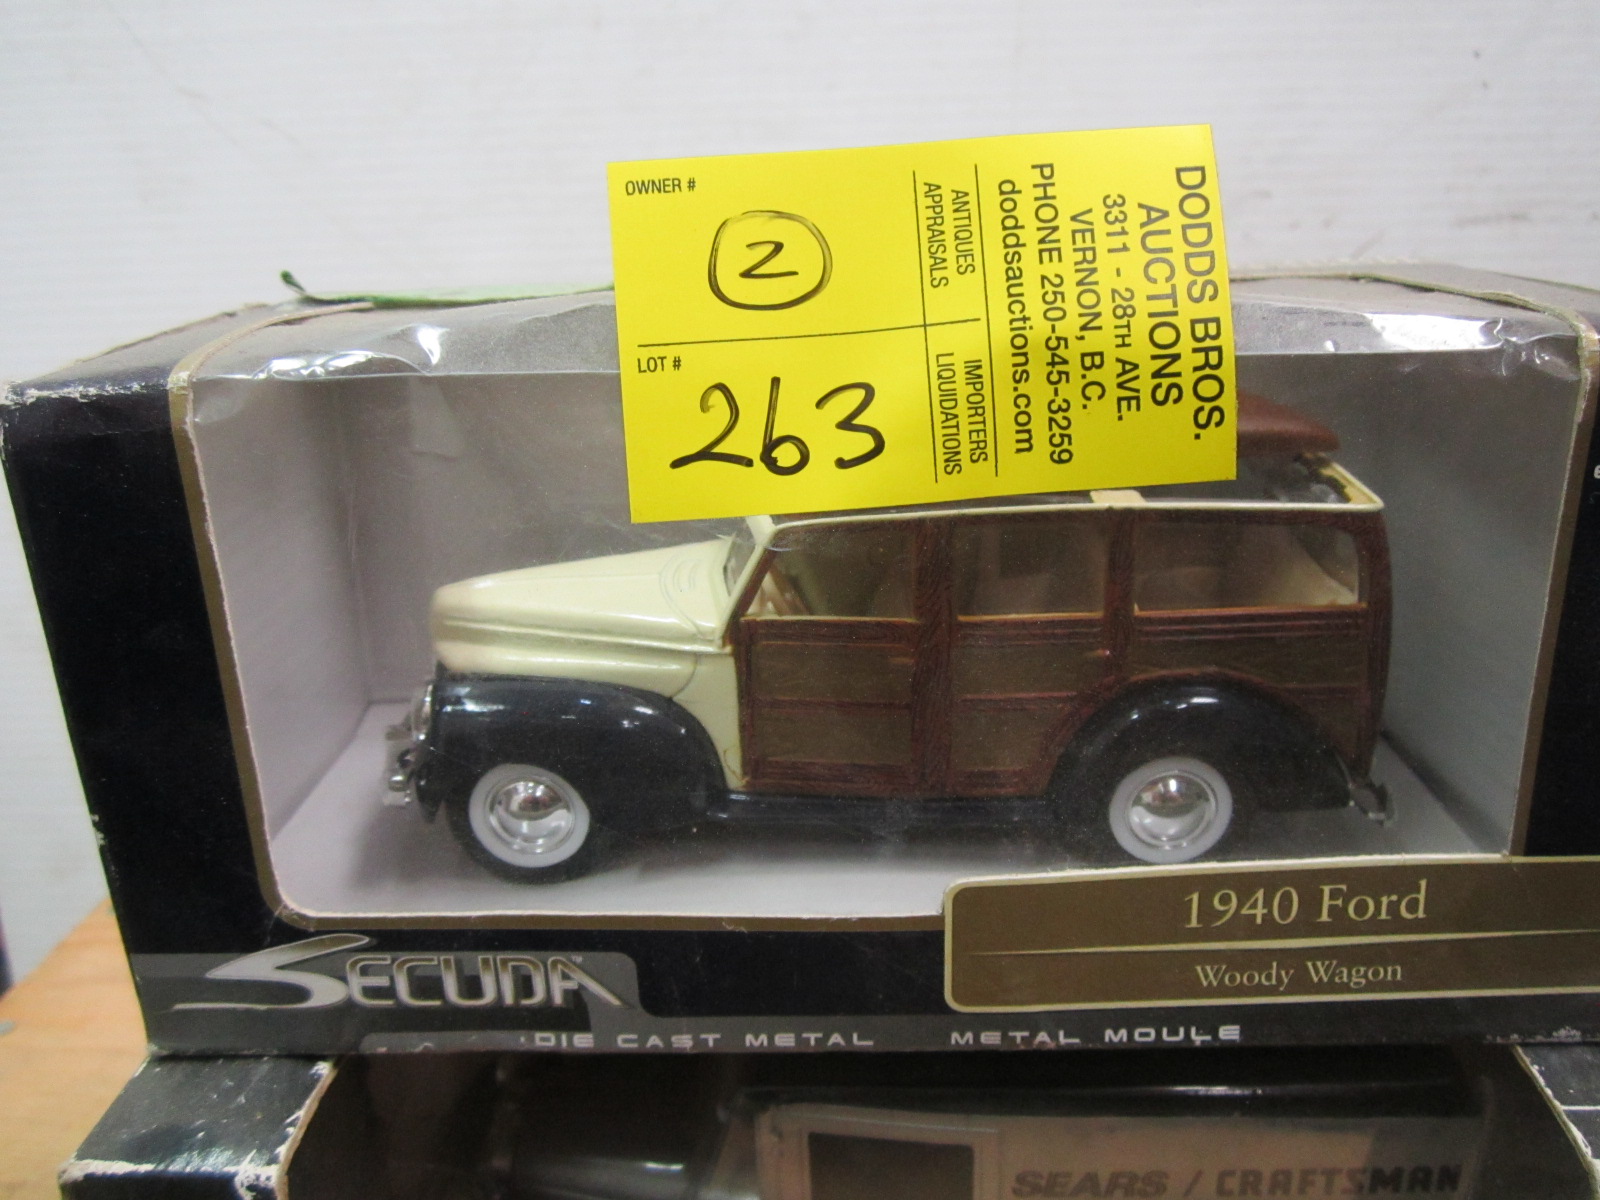 OWNER #
2
LOT #
263
ANTIQUES
APPRAISALS
IMPORTERS
LIQUIDATIONS
DODDS BROS.
AUCTIONS
3311 - 28TH AVE.
VERNON, B.C.
PHONE 250-545-3259
doddsauctions.com
1940 Ford
Woody Wagon
SECUDA™
DIE CAST METAL METAL MOULE
SEARS / CRAFTSMAN